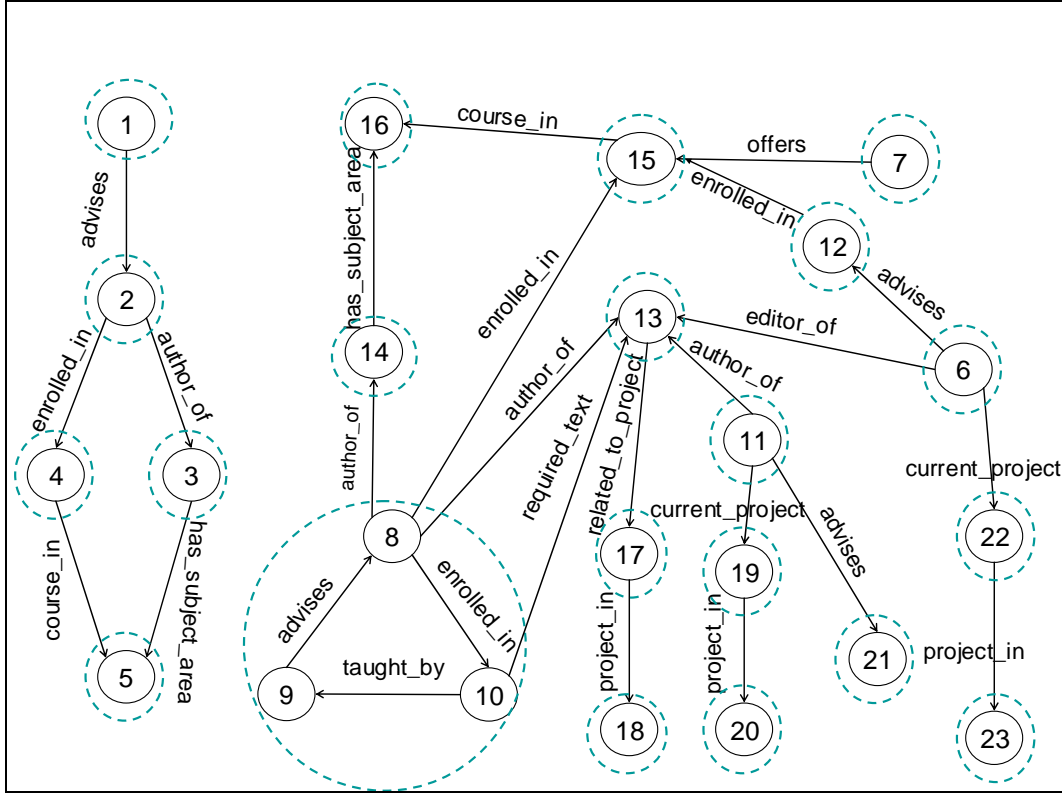 1
16
course_in
15
offers
7
advises
has_subject_area
enrolled_in
12
2
enrolled_in
advises
13
editor_of
14
author_of
6
enrolled_in
author_of
author_of
4
3
author_of
required_text
related_to_project
11
current_project
current_project
8
advises
22
17
19
course_in
has_subject_area
advises
enrolled_in
taught_by
project_in
project_in
21
project_in
5
9
10
18
20
23